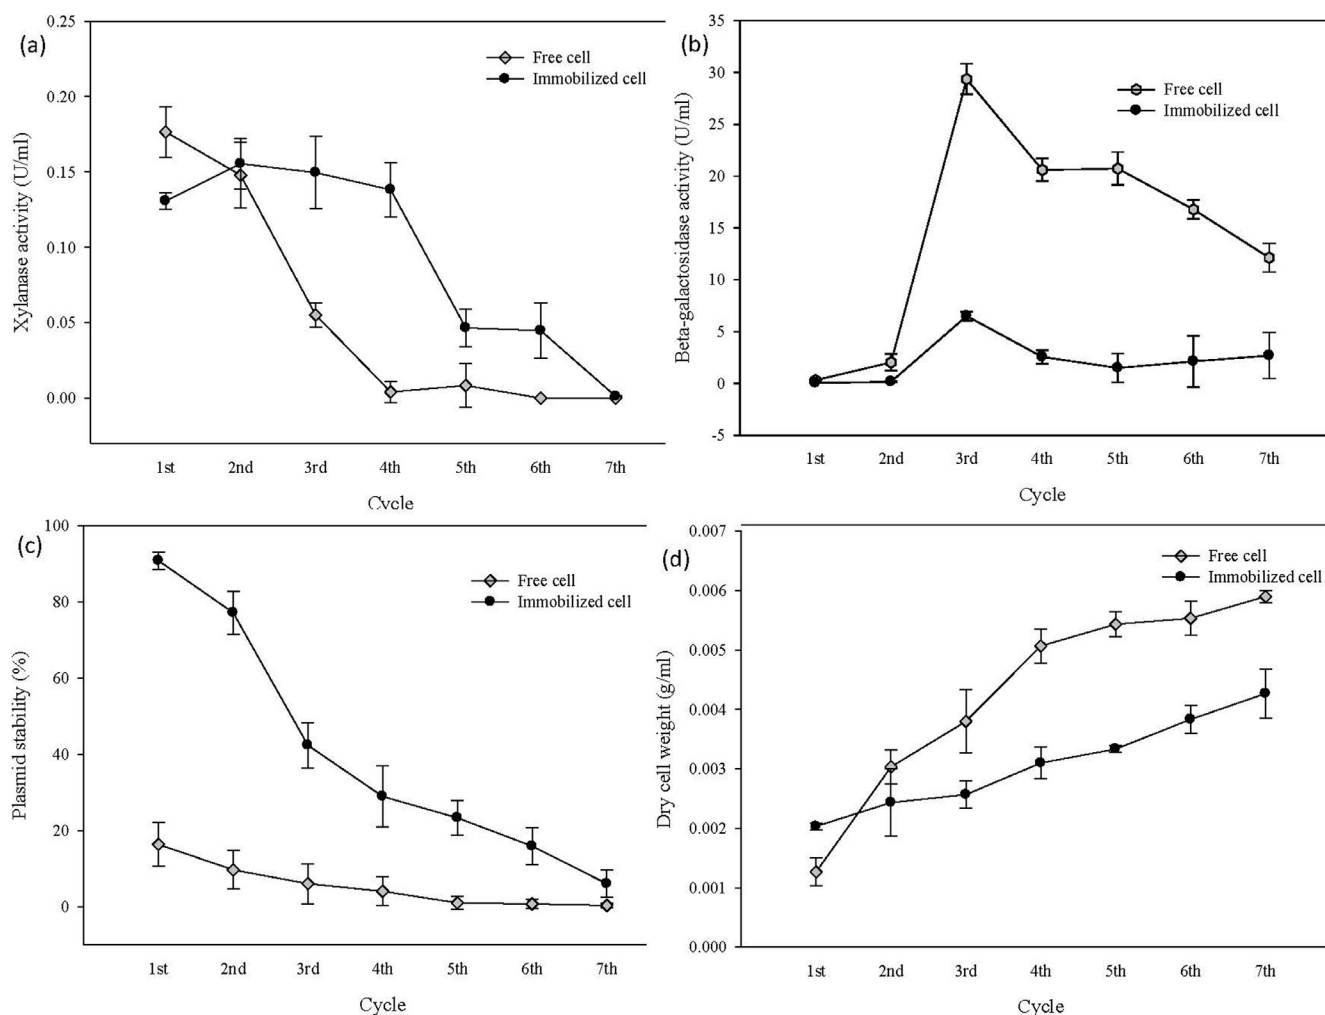 (a)
0.25
0.20
0.15
0.10
0.05
0.00
Xylanase activity (U/ml)
Free cell
Immobilized cell
1st 2nd 3rd 4th 5th 6th 7th
Cycle
(b)
35
30
25
20
15
10
5
0
-5
Beta-galactosidase activity (U/ml)
Free cell
Immobilized cell
1st 2nd 3rd 4th 5th 6th 7th
Cycle
(c)
100
80
60
40
20
0
Plasmid stability (%)
Free cell
Immobilized cell
1st 2nd 3rd 4th 5th 6th 7th
Cycle
(d)
0.007
0.006
0.005
0.004
0.003
0.002
0.001
0.000
Dry cell weight (g/ml)
Free cell
Immobilized cell
1st 2nd 3rd 4th 5th 6th 7th
Cycle